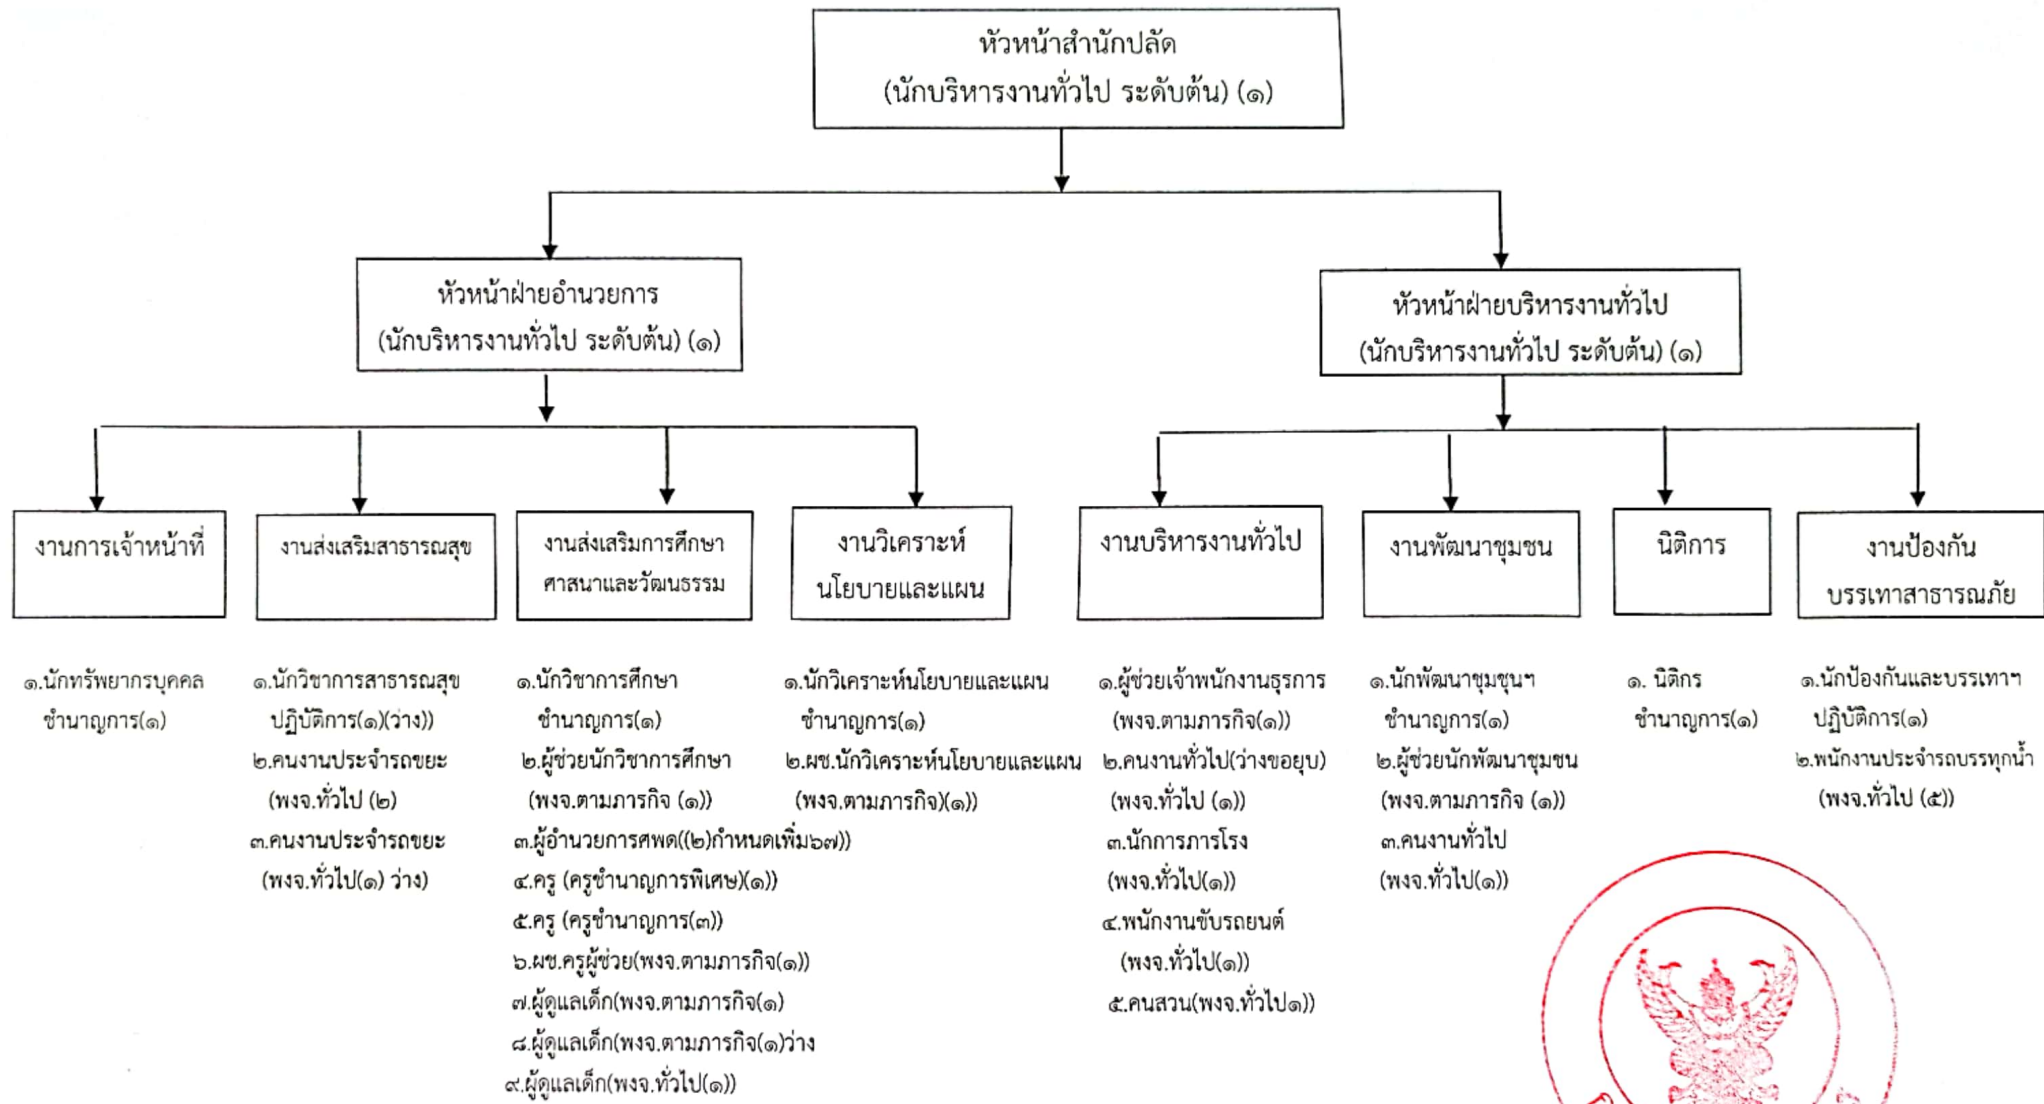 หัวหน้าสำนักปลัด
(นักบริหารงานทั่วไป ระดับต้น) (๑)
หัวหน้าฝ่ายอำนวยการ
(นักบริหารงานทั่วไป ระดับต้น) (๑)
หัวหน้าฝ่ายบริหารงานทั่วไป
(นักบริหารงานทั่วไป ระดับต้น) (๑)
งานการเจ้าหน้าที่
๑.นักทรัพยากรบุคคล
ชำนาญการ(๑)
งานส่งเสริมสาธารณสุข
๑.นักวิชาการสาธารณสุข
ปฏิบัติการ(๑)(ว่าง))
๒.คนงานประจำรถขยะ
(พงจ.ทั่วไป (๒)
๓.คนงานประจำรถขยะ
(พงจ.ทั่วไป(๑) ว่าง)
งานส่งเสริมการศึกษา
ศาสนาและวัฒนธรรม
๑.นักวิชาการศึกษา
ชำนาญการ(๑)
๒.ผู้ช่วยนักวิชาการศึกษา
(พงจ.ตามภารกิจ (๑))
๓.ผู้อำนวยการศพด((๒)กำหนดเพิ่ม๖๗))
๔.ครู (ครูชำนาญการพิเศษ)(๑))
๕.ครู (ครูชำนาญการ(๓))
๖.ผช.ครูผู้ช่วย(พงจ.ตามภารกิจ(๑))
๗.ผู้ดูแลเด็ก(พงจ.ตามภารกิจ(๑)
๘.ผู้ดูแลเด็ก(พงจ.ตามภารกิจ(๑)ว่าง
๙.ผู้ดูแลเด็ก(พงจ.ทั่วไป(๑))
งานวิเคราะห์
นโยบายและแผน
๑.นักวิเคราะห์นโยบายและแผน
ชำนาญการ(๑)
๒.ผช.นักวิเคราะห์นโยบายและแผน
(พงจ.ตามภารกิจ)(๑))
งานบริหารงานทั่วไป
๑.ผู้ช่วยเจ้าพนักงานธุรการ
(พงจ.ตามภารกิจ(๑))
๒.คนงานทั่วไป(ว่างขอยุบ)
(พงจ.ทั่วไป (๑))
๓.นักการภารโรง
(พงจ.ทั่วไป(๑))
๔.พนักงานขับรถยนต์
(พงจ.ทั่วไป(๑))
๕.คนสวน(พงจ.ทั่วไป๑))
งานพัฒนาชุมชน
๑.นักพัฒนาชุมชุนฯ
ชำนาญการ(๑)
๒.ผู้ช่วยนักพัฒนาชุมชน
(พงจ.ตามภารกิจ (๑))
๓.คนงานทั่วไป
(พงจ.ทั่วไป(๑))
นิติการ
๑. นิติกร
ชำนาญการ(๑)
งานป้องกัน
บรรเทาสาธารณภัย
๑.นักป้องกันและบรรเทาฯ
ปฏิบัติการ(๑)
๒.พนักงานประจำรถบรรทุกน้ำ
(พงจ.ทั่วไป (๕))